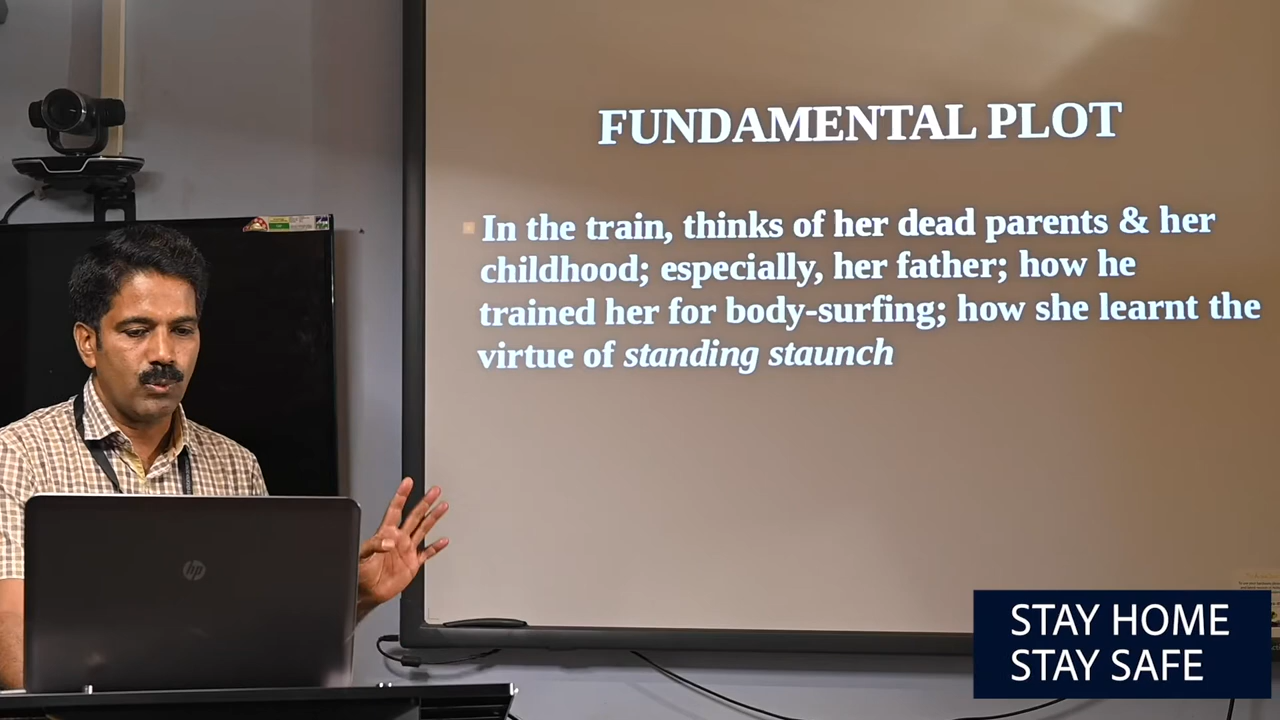 FUNDAMENTAL PLOT
In the train, thinks of her dead parents & her
childhood; especially, her father; how he
trained her for body-surfing; how she learnt the
virtue of standing staunch
hp
STAY HOME
STAY SAFE